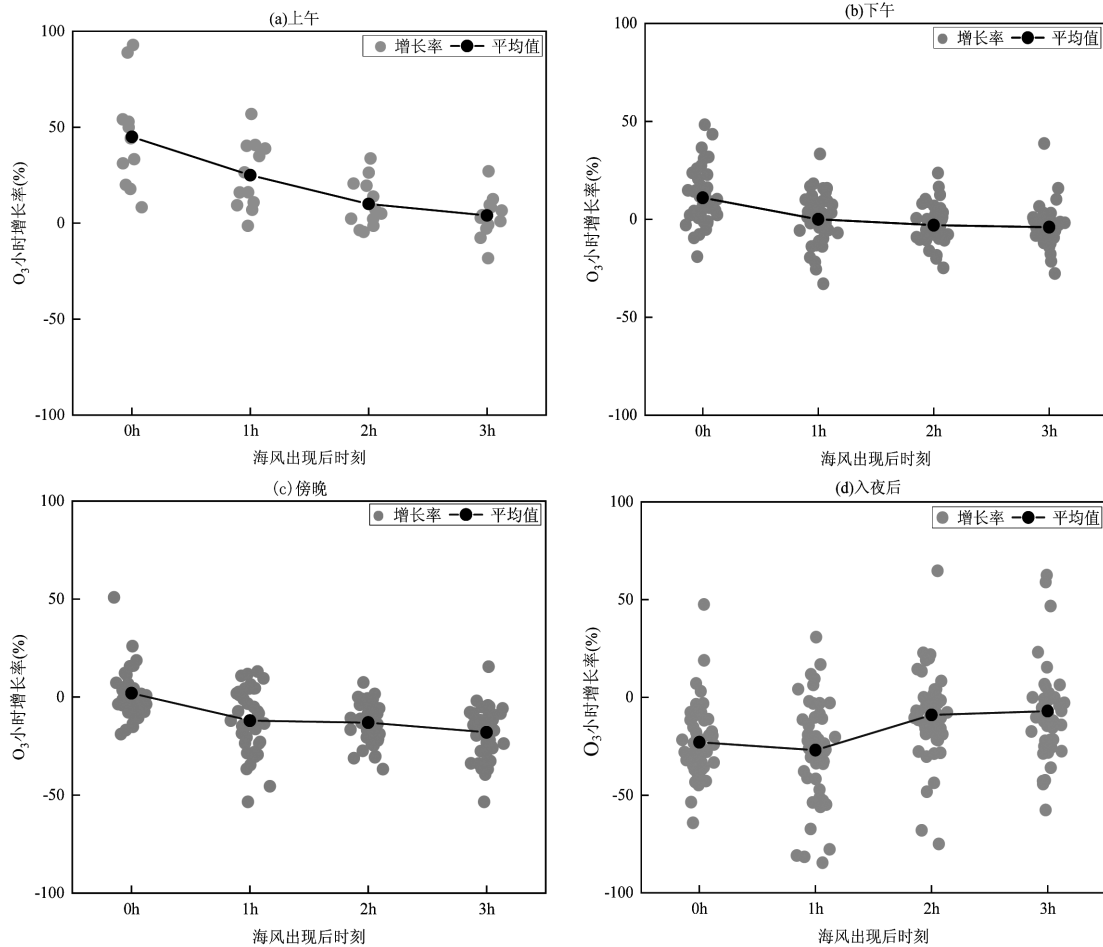 (a)上午
增长率 平均值
100
50
0
-50
-100
O3小时增长率(%)
0h 1h 2h 3h
海风出现后时刻
(b)下午
增长率 平均值
100
50
0
-50
-100
O3小时增长率(%)
0h 1h 2h 3h
海风出现后时刻
(c)傍晚
增长率 平均值
100
50
0
-50
-100
O3小时增长率(%)
0h 1h 2h 3h
海风出现后时刻
(d)入夜后
增长率 平均值
100
50
0
-50
-100
O3小时增长率(%)
0h 1h 2h 3h
海风出现后时刻